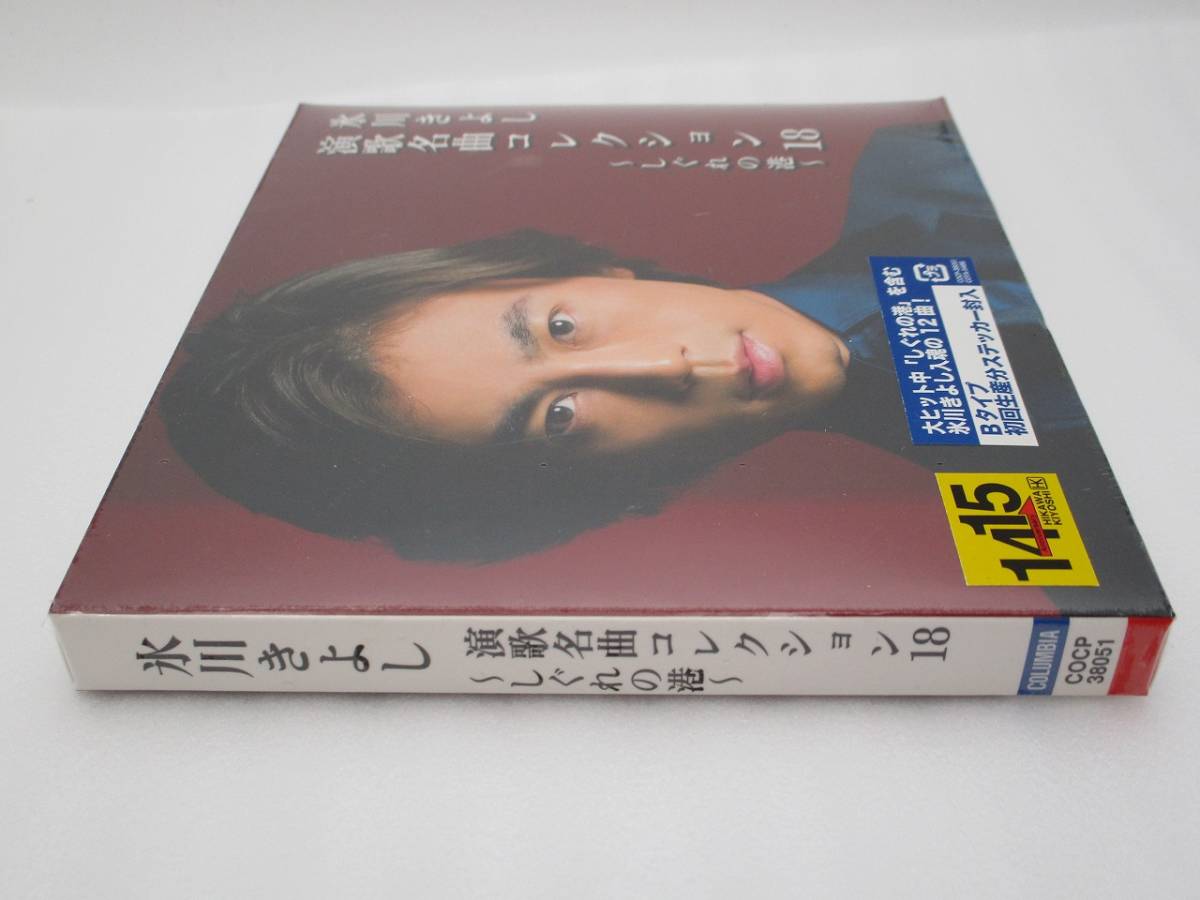 氷川きよし
演歌名曲コレクション18
～しぐれの港～
大ヒット中「しぐれの港」を含む
氷川きよし入魂の12曲！
Bタイプ
初回生産分ステッカー封入
14 15
HIKAWA
KIYOSHI
氷川きよし
演歌名曲コレクション18
～しぐれの港～
COLUMBIA
COCP
38051